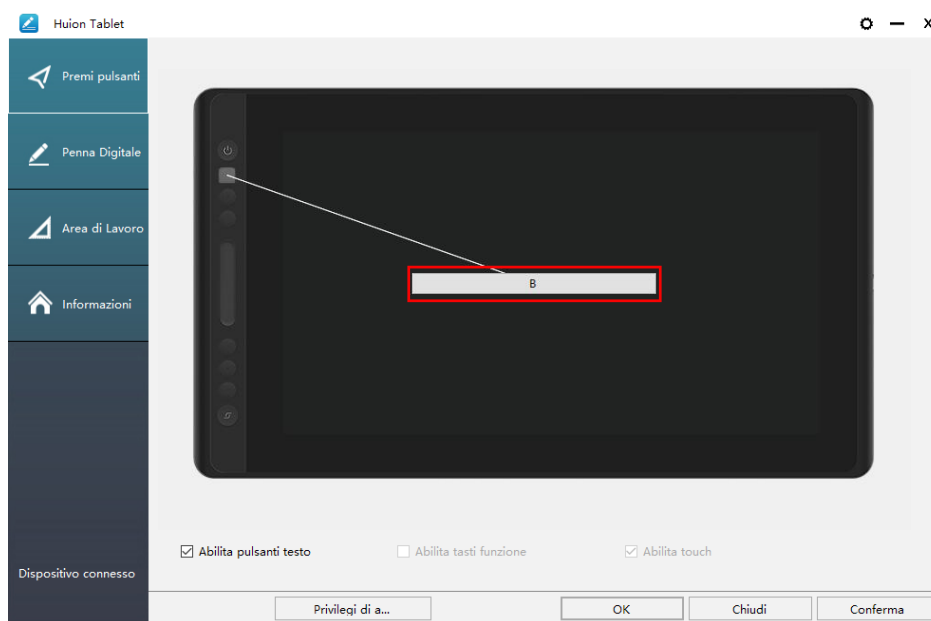 Huion Tablet
Premi pulsanti
Penna Digitale
Area di Lavoro
Informazioni
B
Abilita pulsanti testo
Abilita tasti funzione
Abilita touch
Dispositivo connesso
Privilegi di a...
OK
Chiudi
Conferma